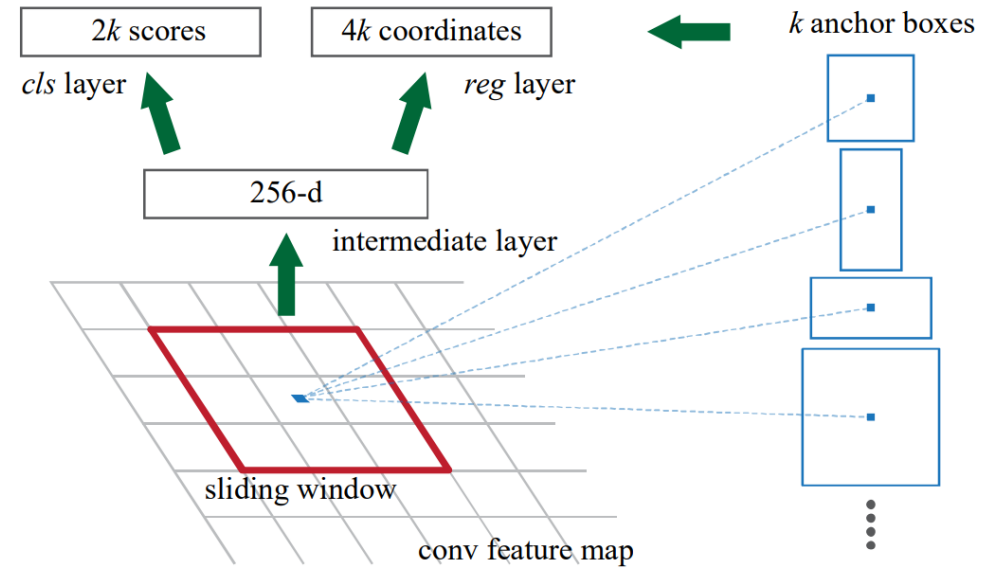 2k scores
4k coordinates
k anchor boxes
cls layer
reg layer
256-d
intermediate layer
sliding window
conv feature map